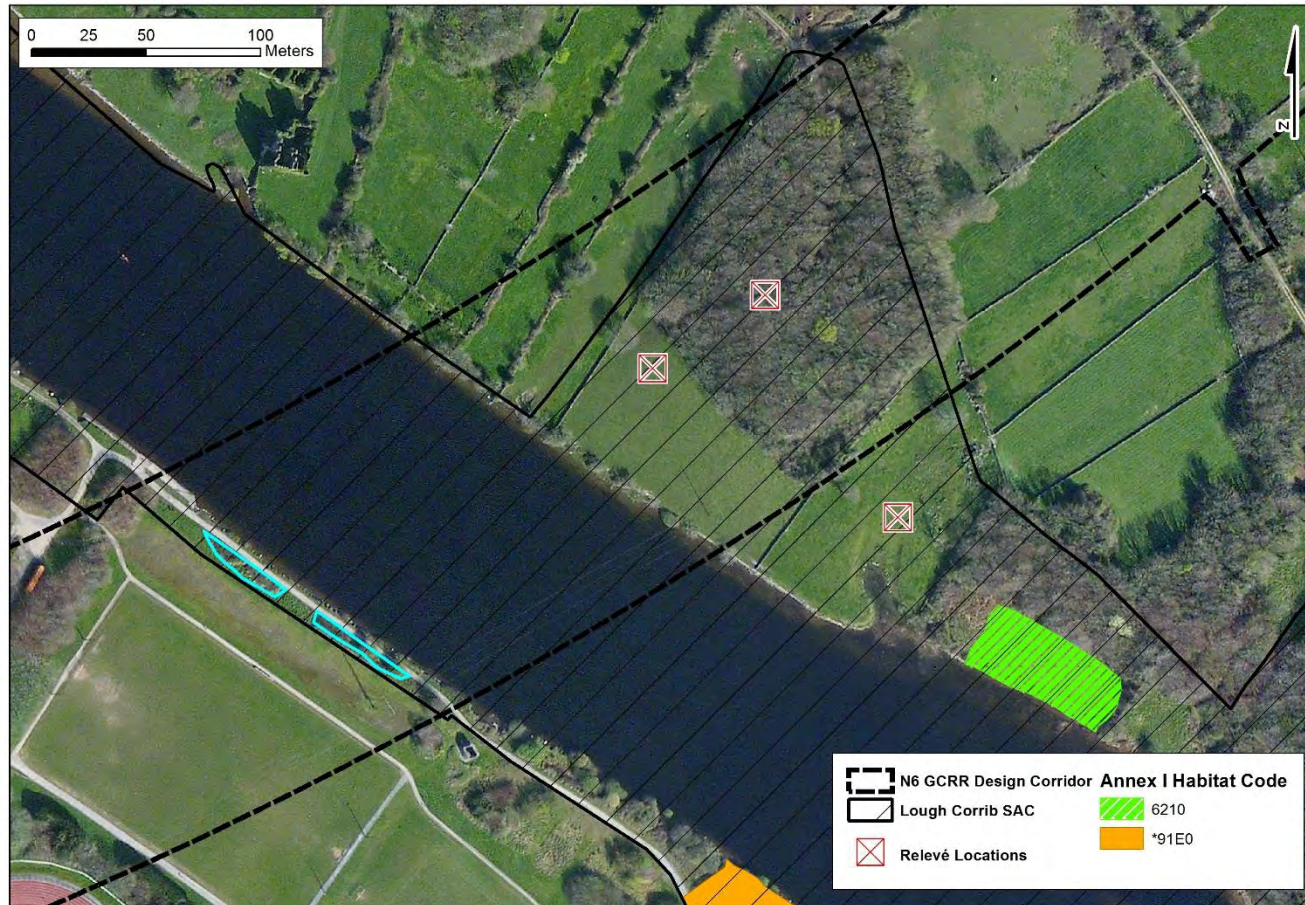 0 25 50 100
Meters
N
N6 GCRR Design Corridor
Lough Corrib SAC
Relevé Locations
Annex I Habitat Code
6210
*91E0